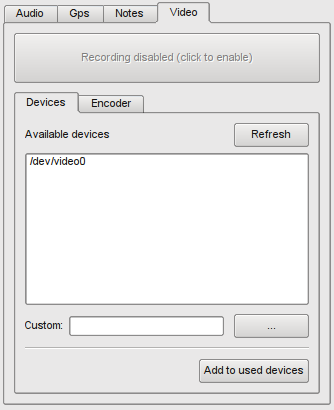 Audio Gps Notes Video
Recording disabled (click to enable)
Devices Encoder
Available devices Refresh
/dev/video0
Custom: ...
Add to used devices